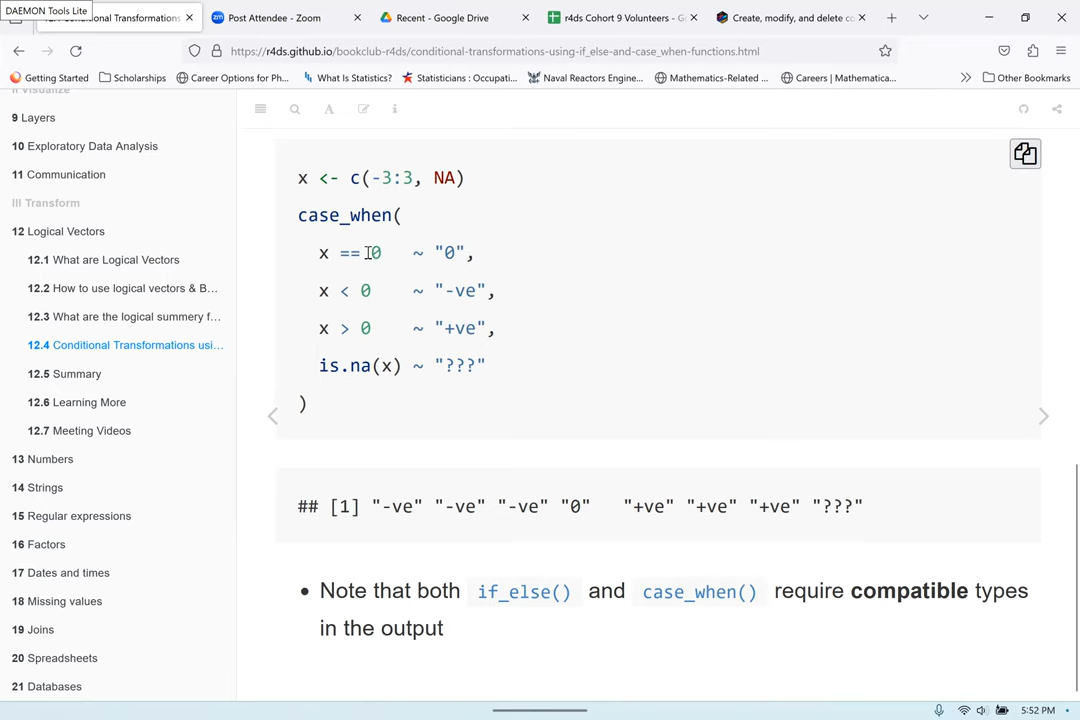 DAEMON Tools Lite
Conditional Transformations
Post Attendee - Zoom
Recent - Google Drive
r4ds Cohort 9 Volunteers - G
Create, modify, and delete co
https://r4ds.github.io/bookclub-r4ds/conditional-transformations-using-if_else-and-case_when-functions.html
Getting Started
Scholarships
Career Options for Ph...
What Is Statistics?
Statisticians : Occupati...
Naval Reactors Engine...
Mathematics-Related ...
Careers | Mathematica...
Other Bookmarks
II Visualize
9 Layers
10 Exploratory Data Analysis
11 Communication
III Transform
12 Logical Vectors
12.1 What are Logical Vectors
12.2 How to use logical vectors & B...
12.3 What are the logical summery f...
12.4 Conditional Transformations usi...
12.5 Summary
12.6 Learning More
12.7 Meeting Videos
13 Numbers
14 Strings
15 Regular expressions
16 Factors
17 Dates and times
18 Missing values
19 Joins
20 Spreadsheets
21 Databases
x <- c(-3:3, NA)
case_when(
x == 0 ~ "0",
x < 0 ~ "-ve",
x > 0 ~ "+ve",
is.na(x) ~ "???"
)
## [1] "-ve" "-ve" "-ve" "0" "+ve" "+ve" "+ve" "???"
• Note that both if_else() and case_when() require compatible types
in the output
5:52 PM